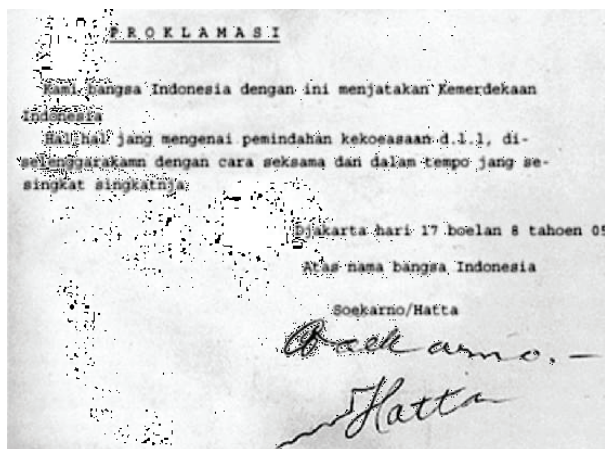 P R O K L A M A S I
Kami bangsa Indonesia dengan ini menjatakan Kemerdekaan
Indonesia
Hal hal jang mengenai pemindahan kekoeasaan d.l.l, di-
selenggarakamn dengan cara seksama dan dalam tempo jang se-
singkat singkatnja
Djakarta hari 17 boelan 8 tahoen 05
Atas nama bangsa Indonesia
Soekarno/Hatta
Soekarno.—
Hatta